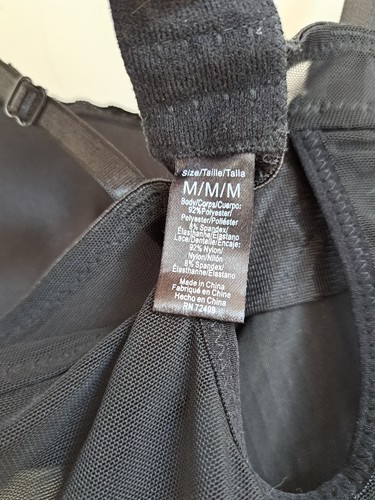 Size/Taille/Talla
M/M/M
Body/Corps/Cuerpo:
92% Polyester/
Polyester/Poliéster
8% Spandex/
Élasthanne/Elastano
Lace/Dentelle/Encaje:
92% Nylon/
Nylon/Nilón
8% Spandex/
Élasthanne/Elastano
Made in China
Fabriqué en China
Hecho en China
RN 72409